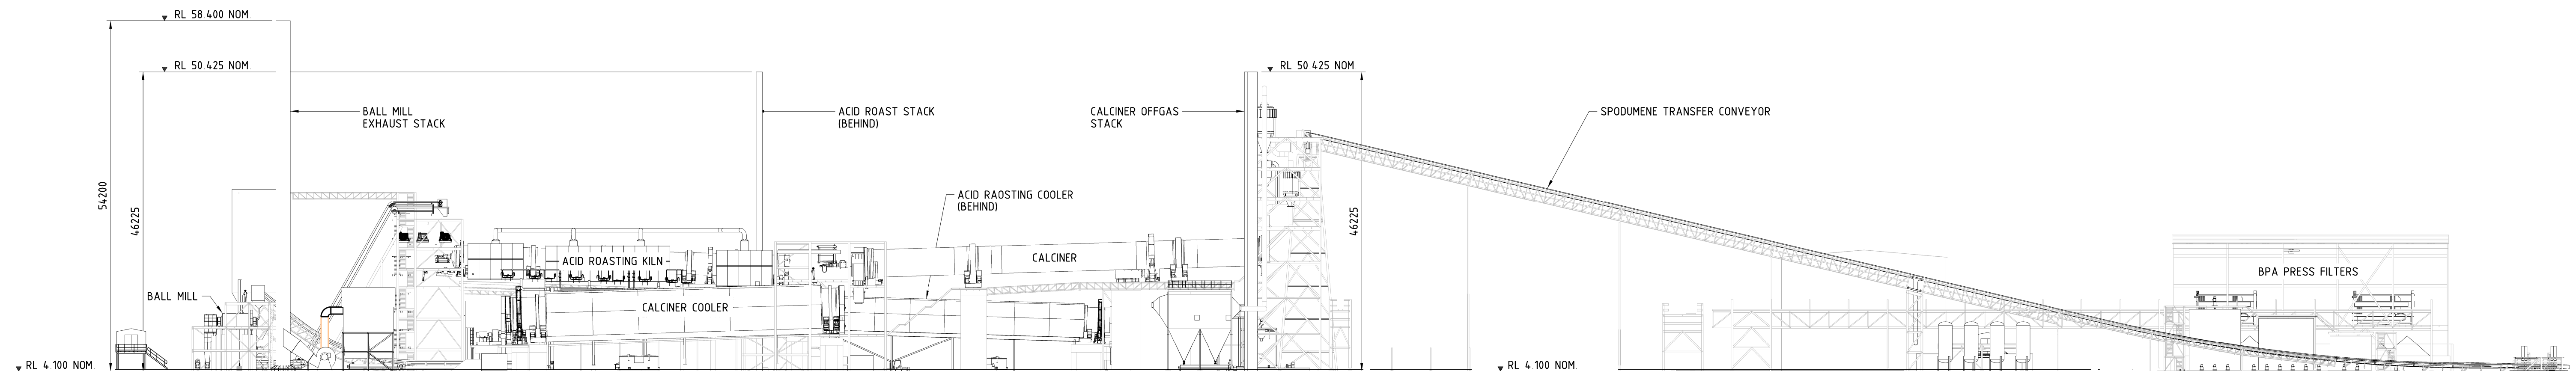 RL 58 400 NOM
RL 50.425 NOM
RL 50.425 NOM
BALL MILL
EXHAUST STACK
ACID ROAST STACK
(BEHIND)
CALCINER OFFGAS
STACK
SPODUMENE TRANSFER CONVEYOR
54200
46225
46225
ACID RAOSTING COOLER
(BEHIND)
ACID ROASTING KILN
CALCINER
BPA PRESS FILTERS
BALL MILL
CALCINER COOLER
RL 4.100 NOM.
RL 4.100 NOM.